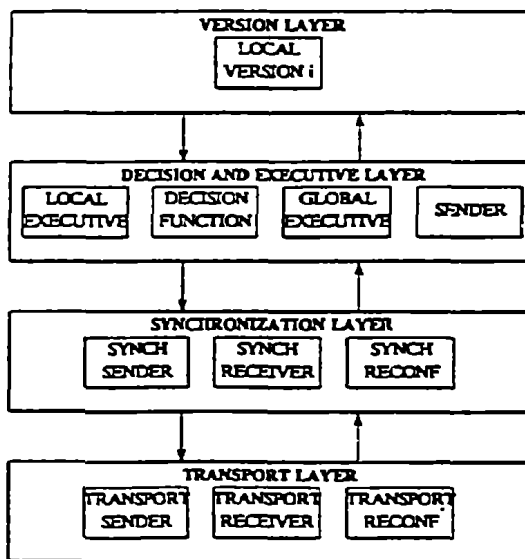 VERSION LAYER
LOCAL
VERSION i
DECISION AND EXECUTIVE LAYER
LOCAL
EXECUTIVE
DECISION
FUNCTION
GLOBAL
EXECUTIVE
SENDER
SYNCHRONIZATION LAYER
SYNCH
SENDER
SYNCH
RECEIVER
SYNCH
RECONF
TRANSPORT LAYER
TRANSPORT
SENDER
TRANSPORT
RECEIVER
TRANSPORT
RECONF